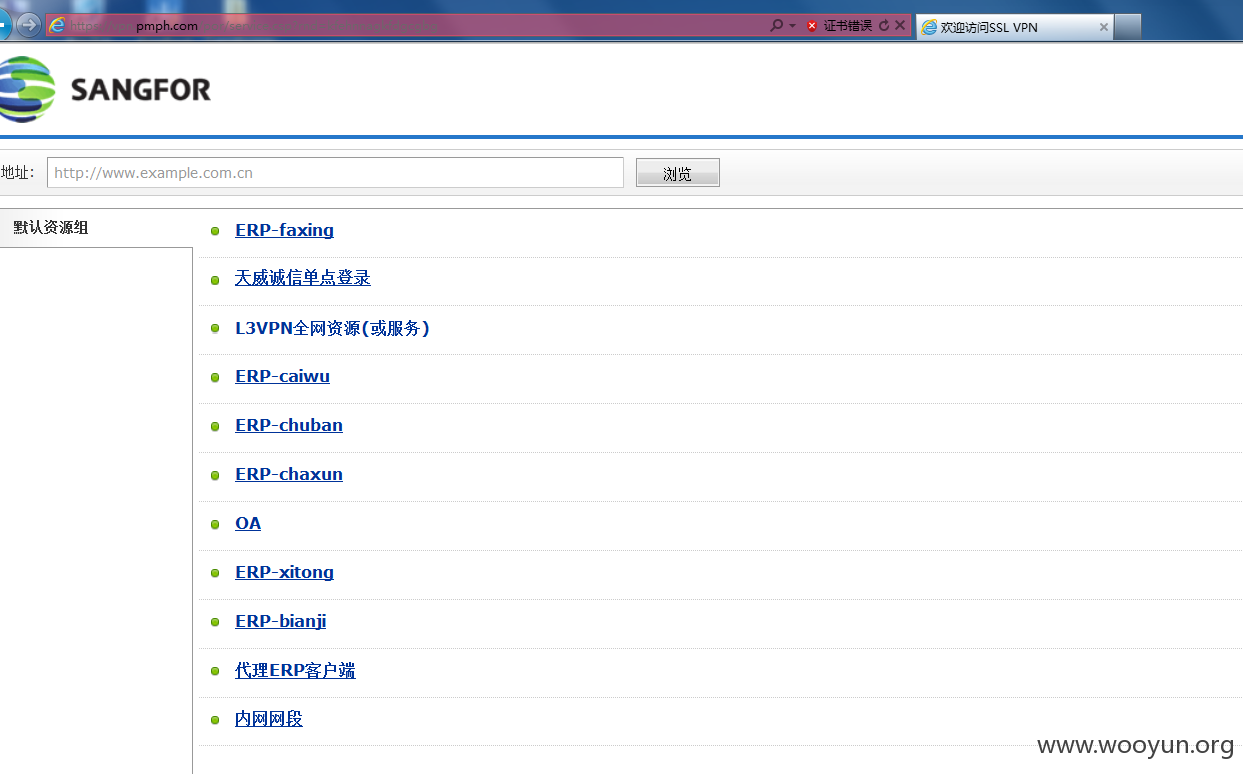 pmph.com
证书错误
欢迎访问SSL VPN
SANGFOR
地址:
http://www.example.com.cn
浏览
默认资源组
ERP-faxing
天威诚信单点登录
L3VPN全网资源(或服务)
ERP-caiwu
ERP-chuban
ERP-chaxun
OA
ERP-xitong
ERP-bianji
代理ERP客户端
内网网段
www.wooyun.org